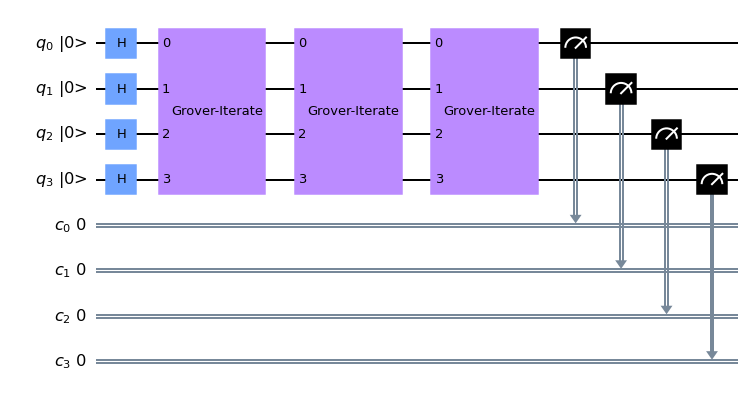 q0 |0> H 0 0 0
q1 |0> H 1 1 1
Grover-Iterate Grover-Iterate Grover-Iterate
q2 |0> H 2 2 2
q3 |0> H 3 3 3
c0 0
c1 0
c2 0
c3 0